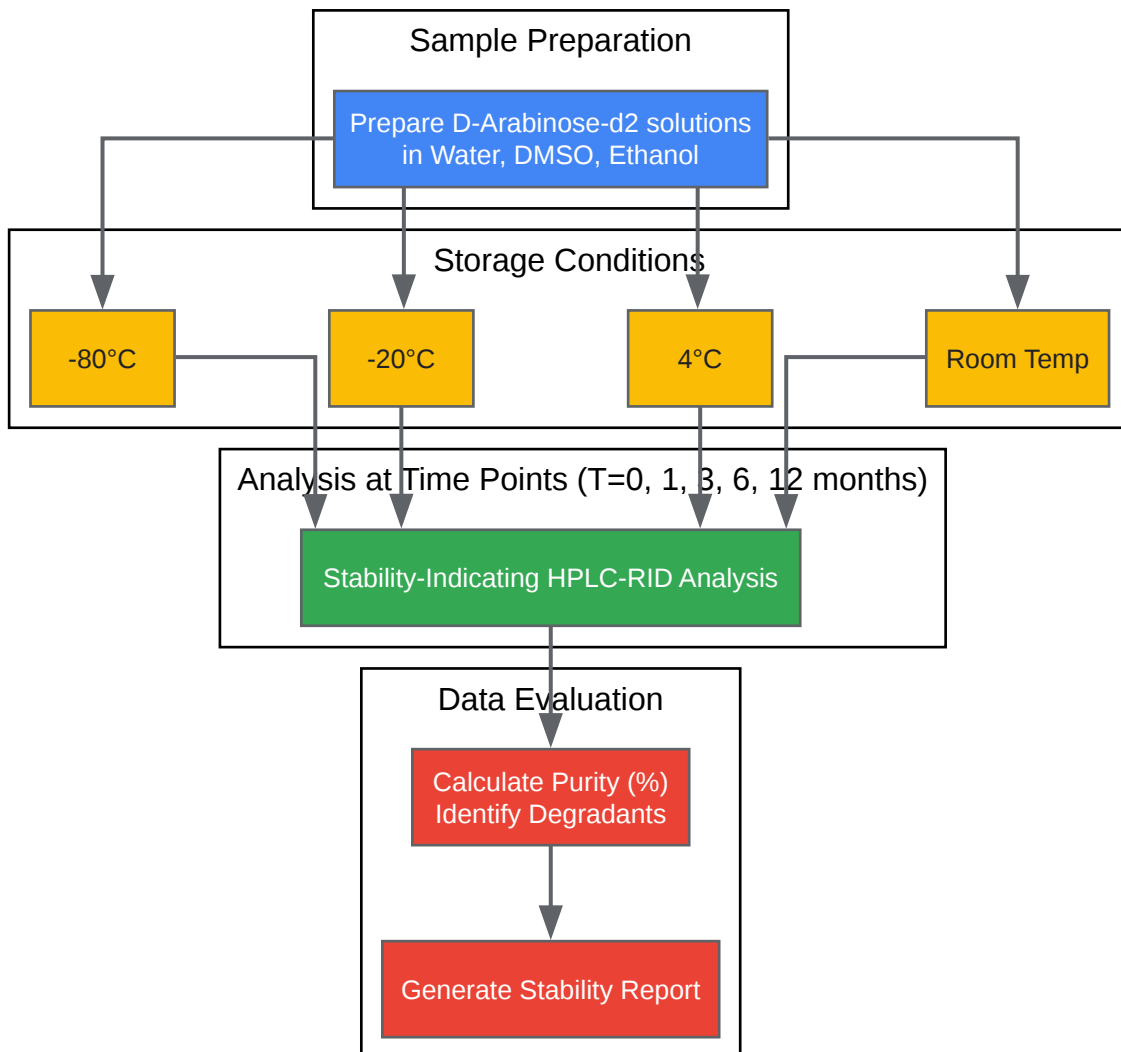 Sample Preparation
Prepare D-Arabinose-d2 solutions
in Water, DMSO, Ethanol
Storage Conditions
-80°C
-20°C
4°C
Room Temp
Analysis at Time Points (T=0, 1, 3, 6, 12 months)
Stability-Indicating HPLC-RID Analysis
Data Evaluation
Calculate Purity (%)
Identify Degradants
Generate Stability Report